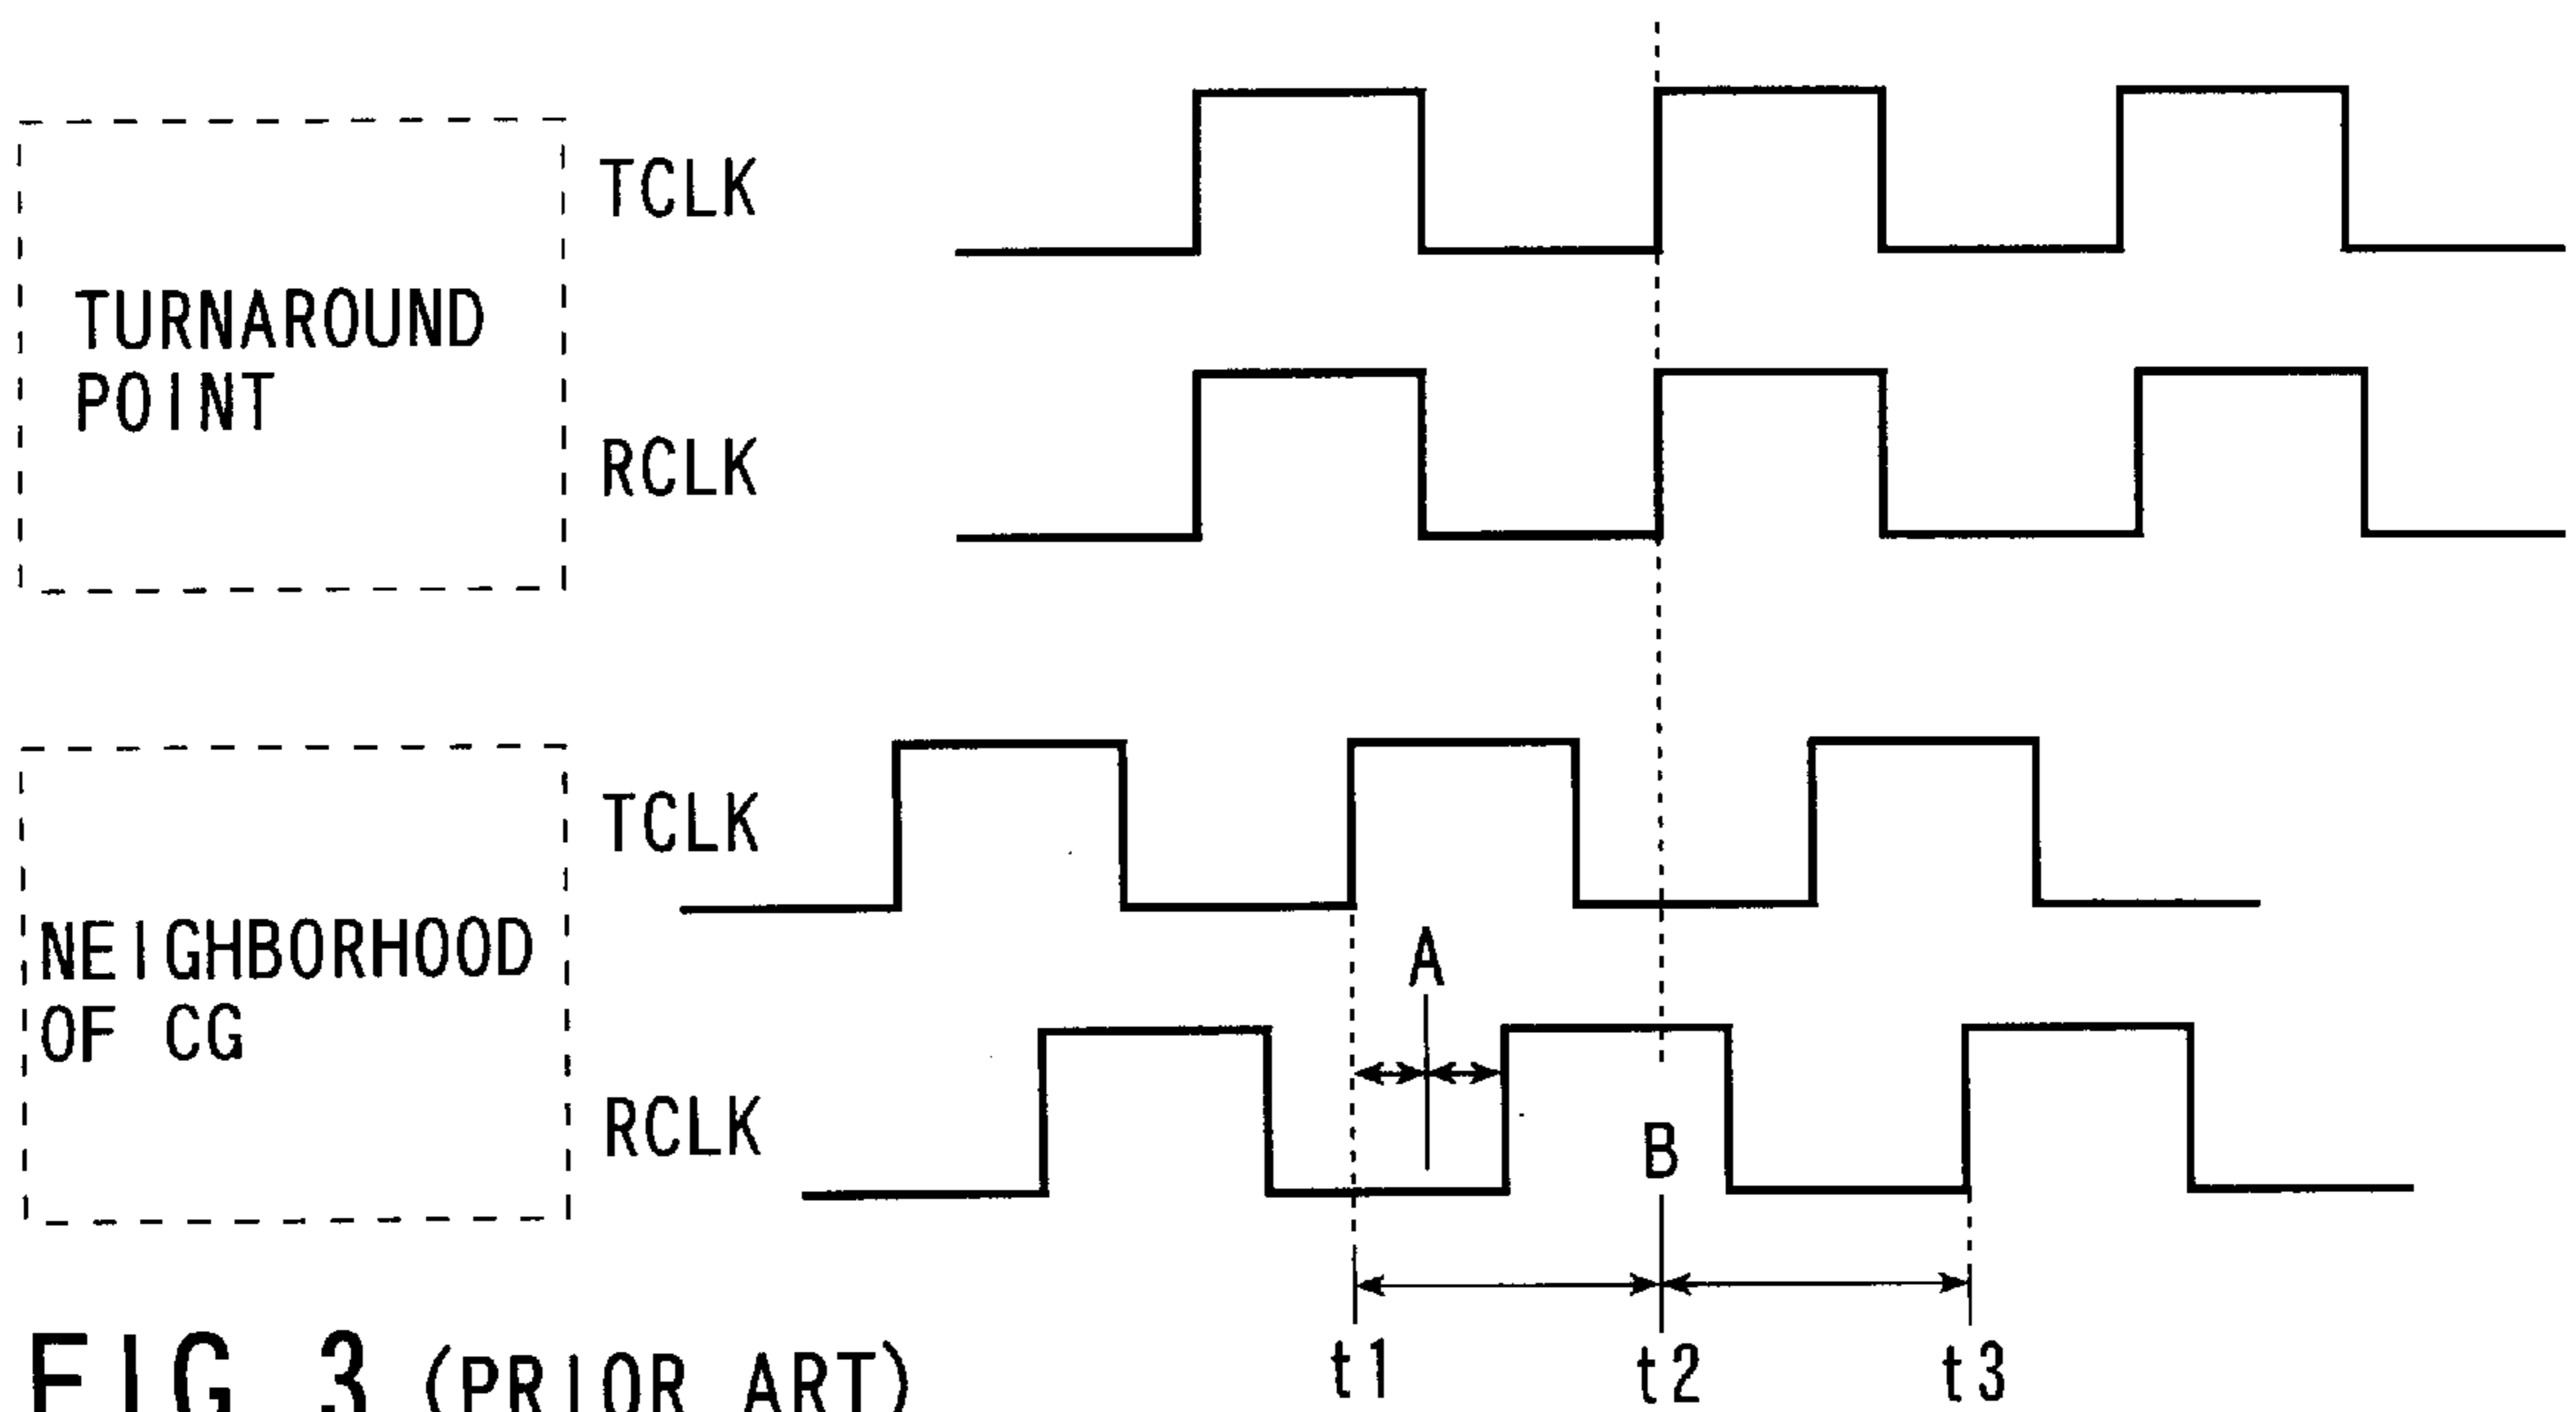 TCLK
TURNAROUND
POINT
RCLK
TCLK
NEIGHBORHOOD
OF CG
A
RCLK
B
t1
t2
t3
FIG 3 (PRIOR ART)